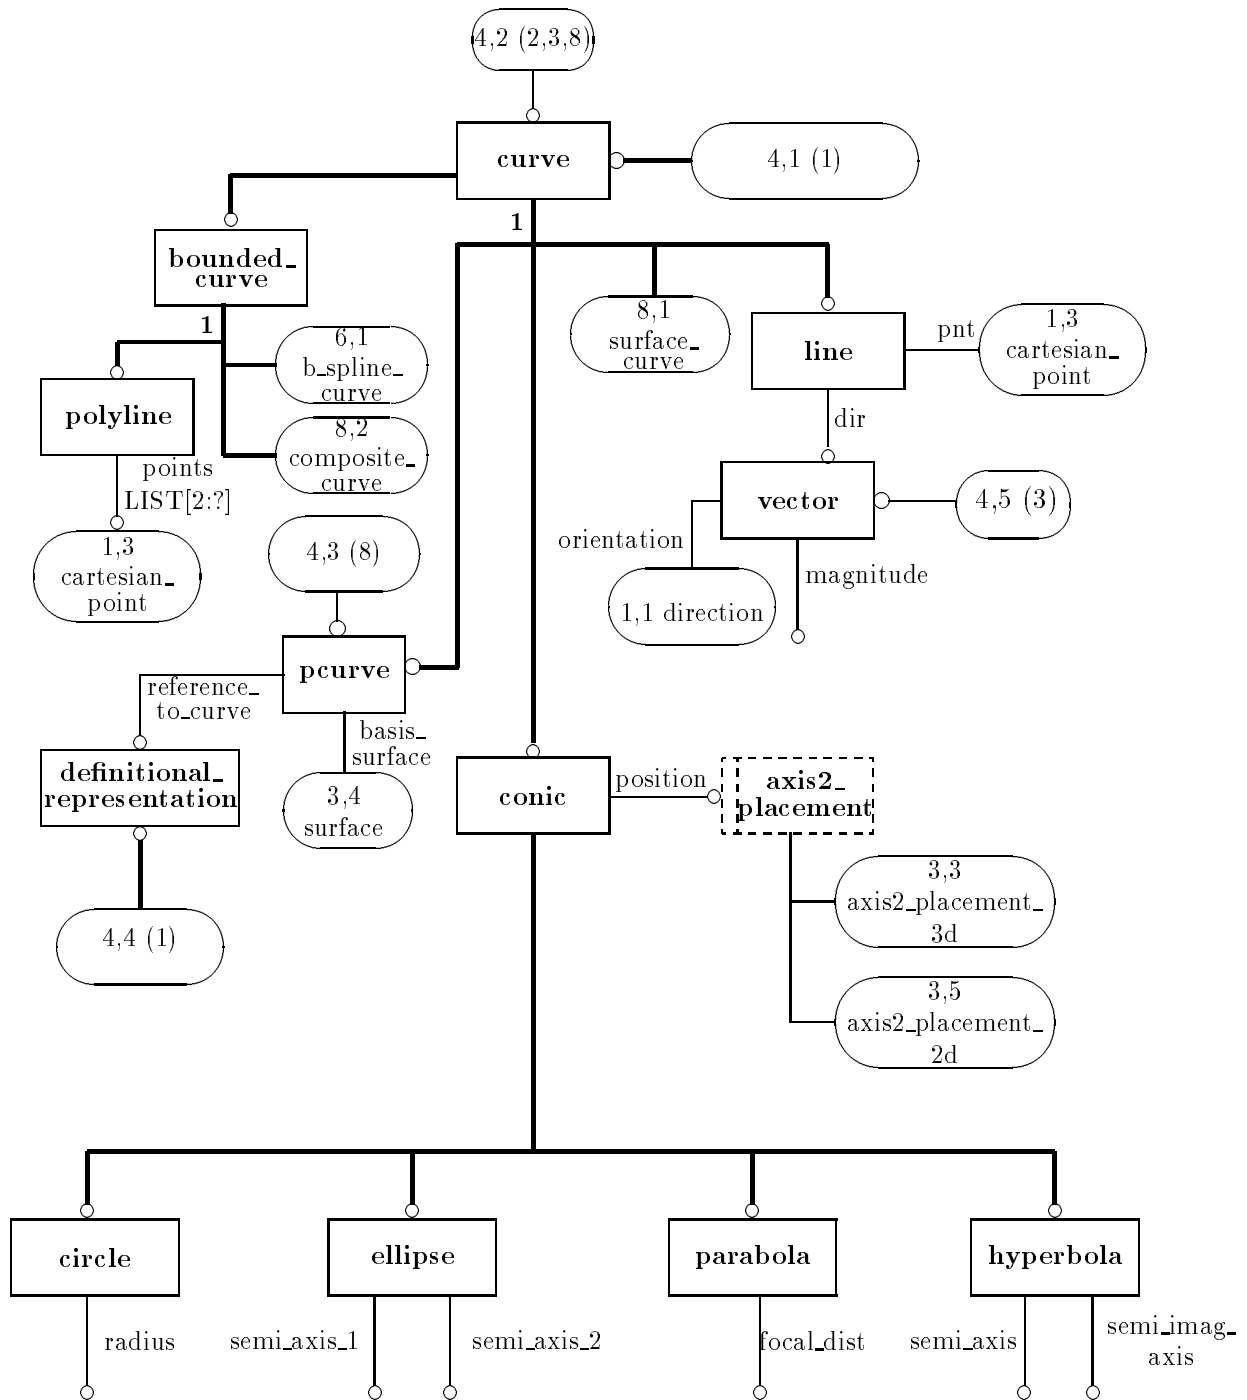 4,2 (2,3,8)
curve
4,1 (1)
1
bounded_
curve
1
8,1
surface_
curve
line
pnt
1,3
cartesian_
point
6,1
b_spline_
curve
polyline
8,2
composite_
curve
dir
points
LIST[2:?]
vector
4,5 (3)
1,3
cartesian_
point
4,3 (8)
orientation
magnitude
1,1 direction
pcurve
reference_
to_curve
basis_
surface
definitional_
representation
3,4
surface
conic
position
axis2_
placement
3,3
axis2_placement_
3d
4,4 (1)
3,5
axis2_placement_
2d
circle
ellipse
parabola
hyperbola
radius
semi_axis_1
semi_axis_2
focal_dist
semi_axis
semi_imag_
axis